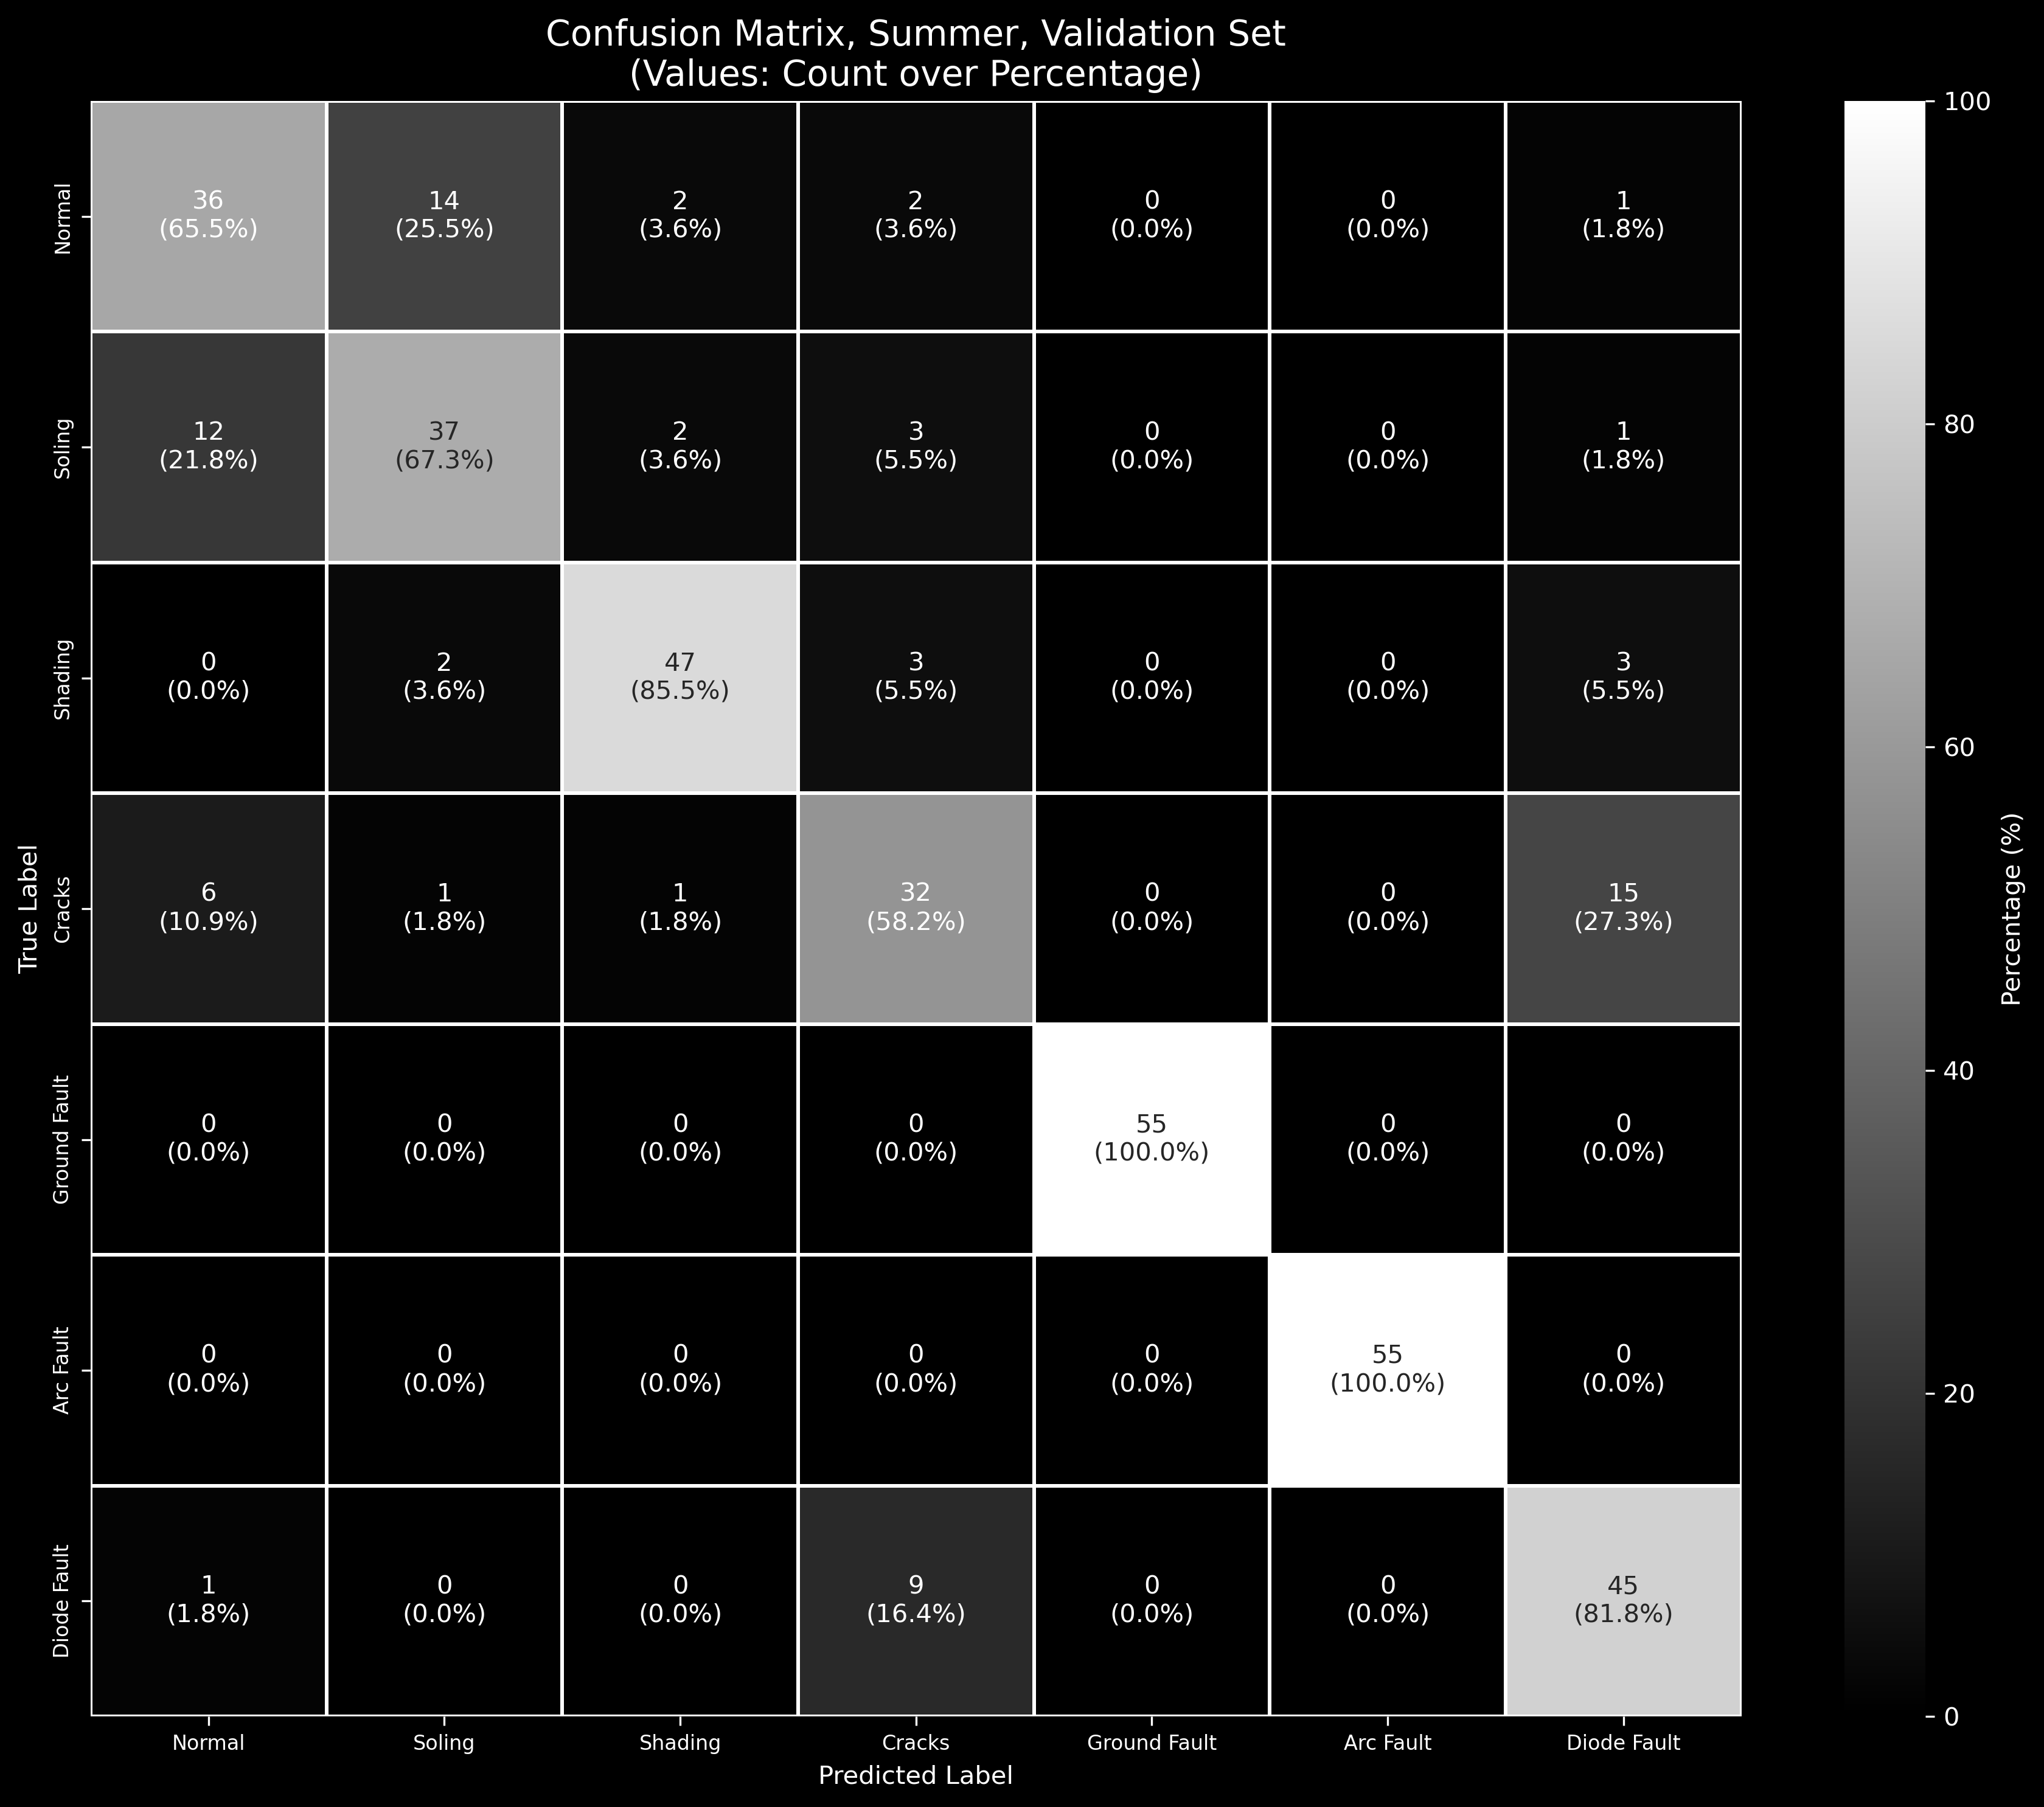 Confusion Matrix, Summer, Validation Set
(Values: Count over Percentage)
True Label
Normal
36 14 2 2 0 0 1
(65.5%) (25.5%) (3.6%) (3.6%) (0.0%) (0.0%) (1.8%)
Soling
12 37 2 3 0 0 1
(21.8%) (67.3%) (3.6%) (5.5%) (0.0%) (0.0%) (1.8%)
Shading
0 2 47 3 0 0 3
(0.0%) (3.6%) (85.5%) (5.5%) (0.0%) (0.0%) (5.5%)
Cracks
6 1 1 32 0 0 15
(10.9%) (1.8%) (1.8%) (58.2%) (0.0%) (0.0%) (27.3%)
Ground Fault
0 0 0 0 55 0 0
(0.0%) (0.0%) (0.0%) (0.0%) (100.0%) (0.0%) (0.0%)
Arc Fault
0 0 0 0 0 55 0
(0.0%) (0.0%) (0.0%) (0.0%) (0.0%) (100.0%) (0.0%)
Diode Fault
1 0 0 9 0 0 45
(1.8%) (0.0%) (0.0%) (16.4%) (0.0%) (0.0%) (81.8%)
Normal Soling Shading Cracks Ground Fault Arc Fault Diode Fault
Predicted Label
100
80
60
40
20
0
Percentage (%)